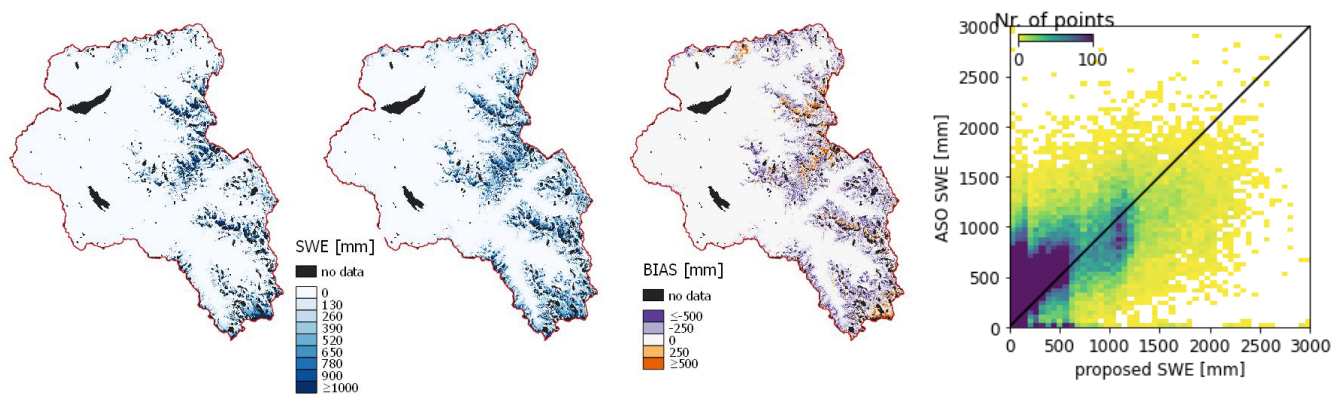 SWE [mm]
no data
0
130
260
390
520
650
780
900
≥1000
BIAS [mm]
no data
≤-500
-250
0
250
≥500
Nr. of points
0 100
3000
2500
2000
1500
1000
500
0
ASO SWE [mm]
0 500 1000 1500 2000 2500 3000
proposed SWE [mm]